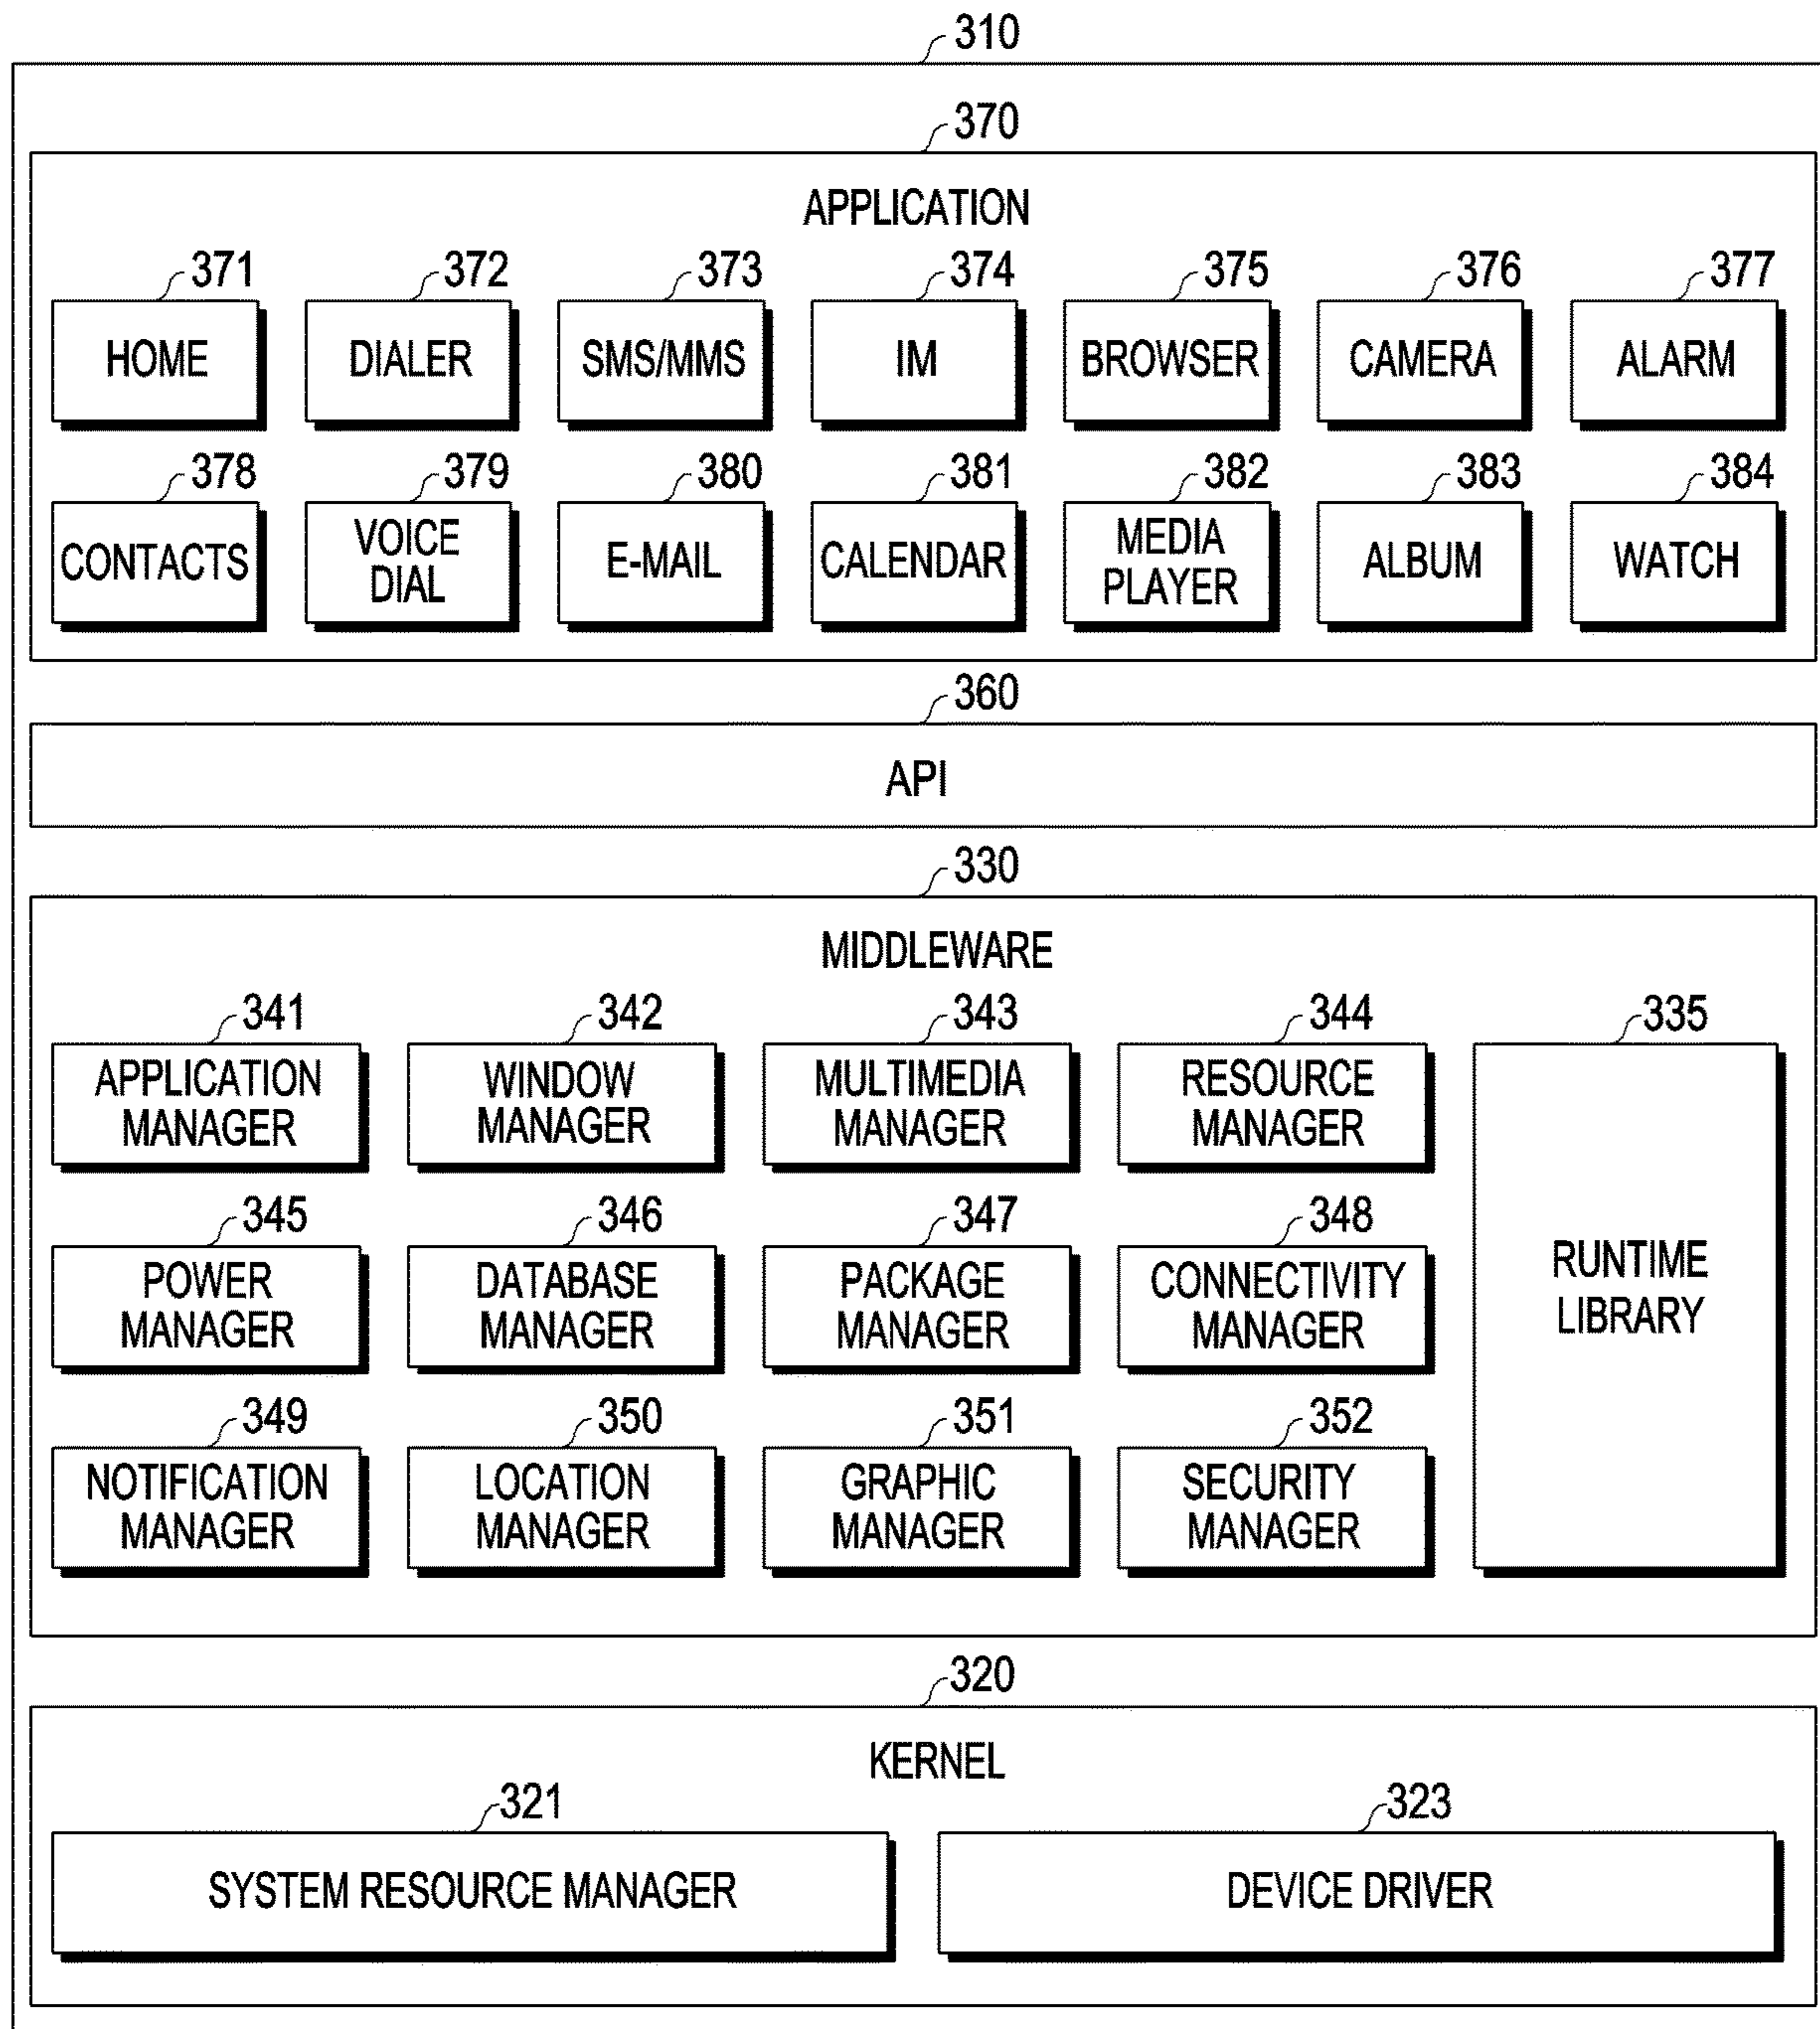 310
370
APPLICATION
371 372 373 374 375 376 377
HOME DIALER SMS/MMS IM BROWSER CAMERA ALARM
378 379 380 381 382 383 384
CONTACTS
VOICE
DIAL
E-MAIL
CALENDAR
MEDIA
PLAYER
ALBUM
WATCH
360
API
330
MIDDLEWARE
341 342 343 344 335
APPLICATION
MANAGER
WINDOW
MANAGER
MULTIMEDIA
MANAGER
RESOURCE
MANAGER
345 346 347 348
POWER
MANAGER
DATABASE
MANAGER
PACKAGE
MANAGER
CONNECTIVITY
MANAGER
RUNTIME
LIBRARY
349 350 351 352
NOTIFICATION
MANAGER
LOCATION
MANAGER
GRAPHIC
MANAGER
SECURITY
MANAGER
320
KERNEL
321 323
SYSTEM RESOURCE MANAGER
DEVICE DRIVER